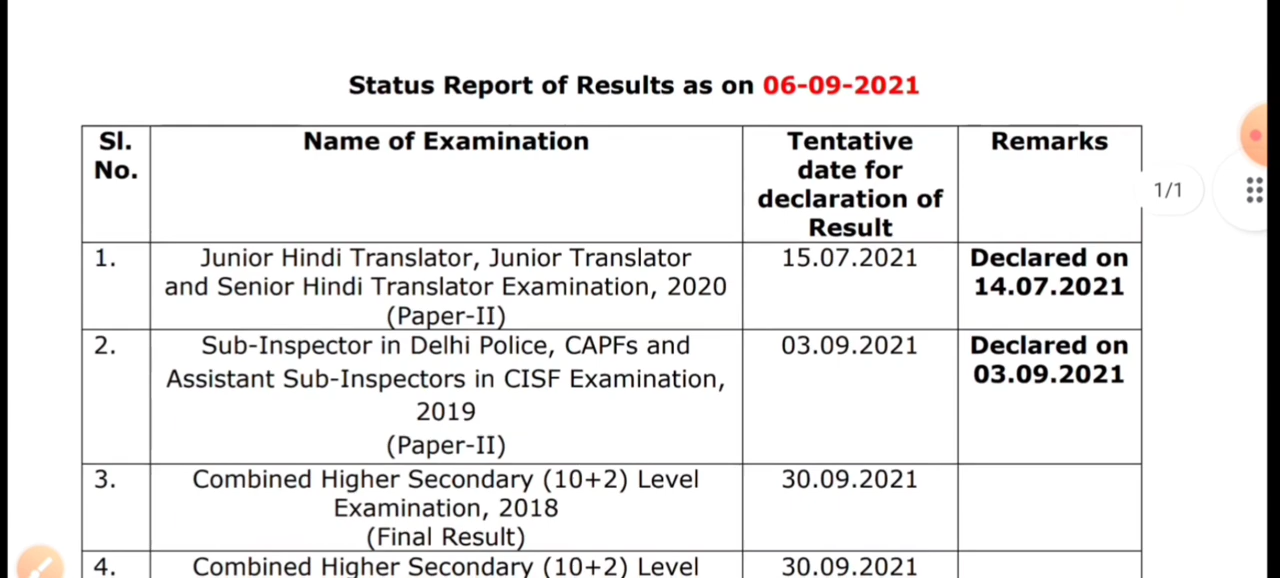 Status Report of Results as on 06-09-2021
Sl. No.
Name of Examination
Tentative date for declaration of Result
Remarks
1/1
1.
Junior Hindi Translator, Junior Translator
and Senior Hindi Translator Examination, 2020
(Paper-II)
15.07.2021
Declared on
14.07.2021
2.
Sub-Inspector in Delhi Police, CAPFs and
Assistant Sub-Inspectors in CISF Examination,
2019
(Paper-II)
03.09.2021
Declared on
03.09.2021
3.
Combined Higher Secondary (10+2) Level
Examination, 2018
(Final Result)
30.09.2021
4.
Combined Higher Secondary (10+2) Level
30.09.2021